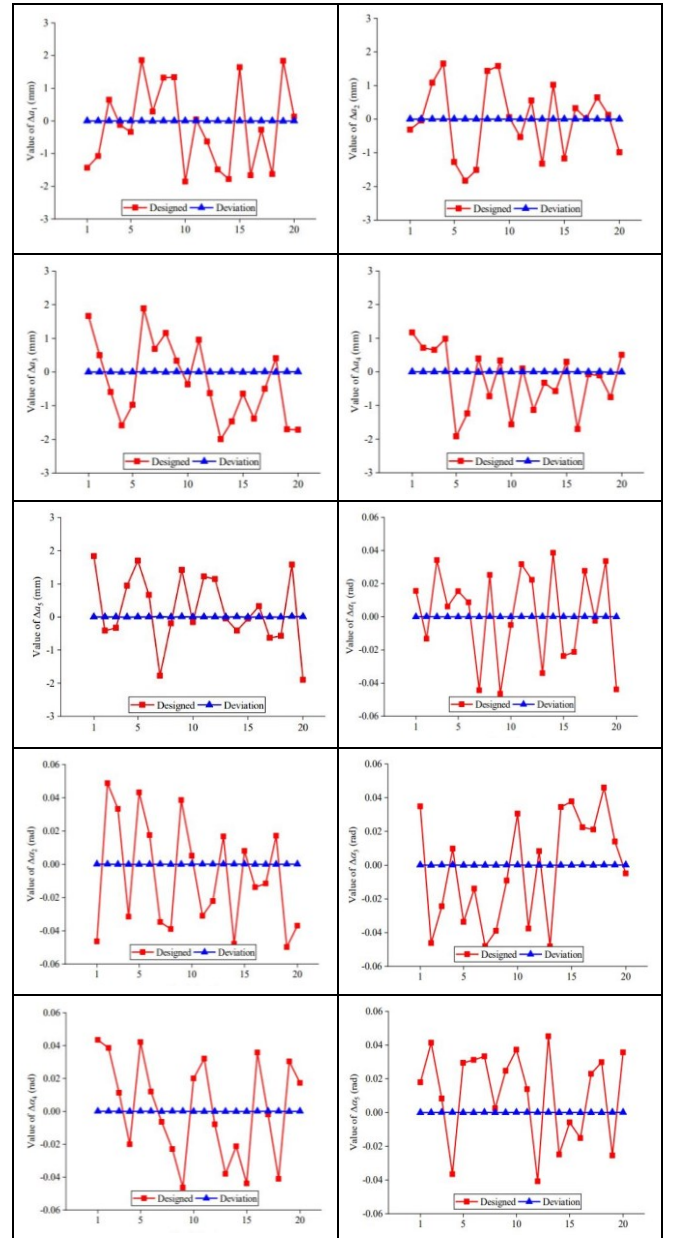 Value of Δa₁ (mm)
3
2
1
0
-1
-2
-3
Designed Deviation
1 5 10 15 20
Value of Δa₂ (mm)
3
2
1
0
-1
-2
-3
Designed Deviation
1 5 10 15 20
Value of Δa₃ (mm)
3
2
1
0
-1
-2
-3
Designed Deviation
1 5 10 15 20
Value of Δa₄ (mm)
3
2
1
0
-1
-2
-3
Designed Deviation
1 5 10 15 20
Value of Δa₅ (mm)
3
2
1
0
-1
-2
-3
Designed Deviation
1 5 10 15 20
Value of Δα₁ (rad)
0.06
0.04
0.02
0.00
-0.02
-0.04
-0.06
Designed Deviation
1 5 10 15 20
Value of Δα₂ (rad)
0.06
0.04
0.02
0.00
-0.02
-0.04
-0.06
Designed Deviation
1 5 10 15 20
Value of Δα₃ (rad)
0.06
0.04
0.02
0.00
-0.02
-0.04
-0.06
Designed Deviation
1 5 10 15 20
Value of Δα₄ (rad)
0.06
0.04
0.02
0.00
-0.02
-0.04
-0.06
Designed Deviation
1 5 10 15 20
Value of Δα₅ (rad)
0.06
0.04
0.02
0.00
-0.02
-0.04
-0.06
Designed Deviation
1 5 10 15 20